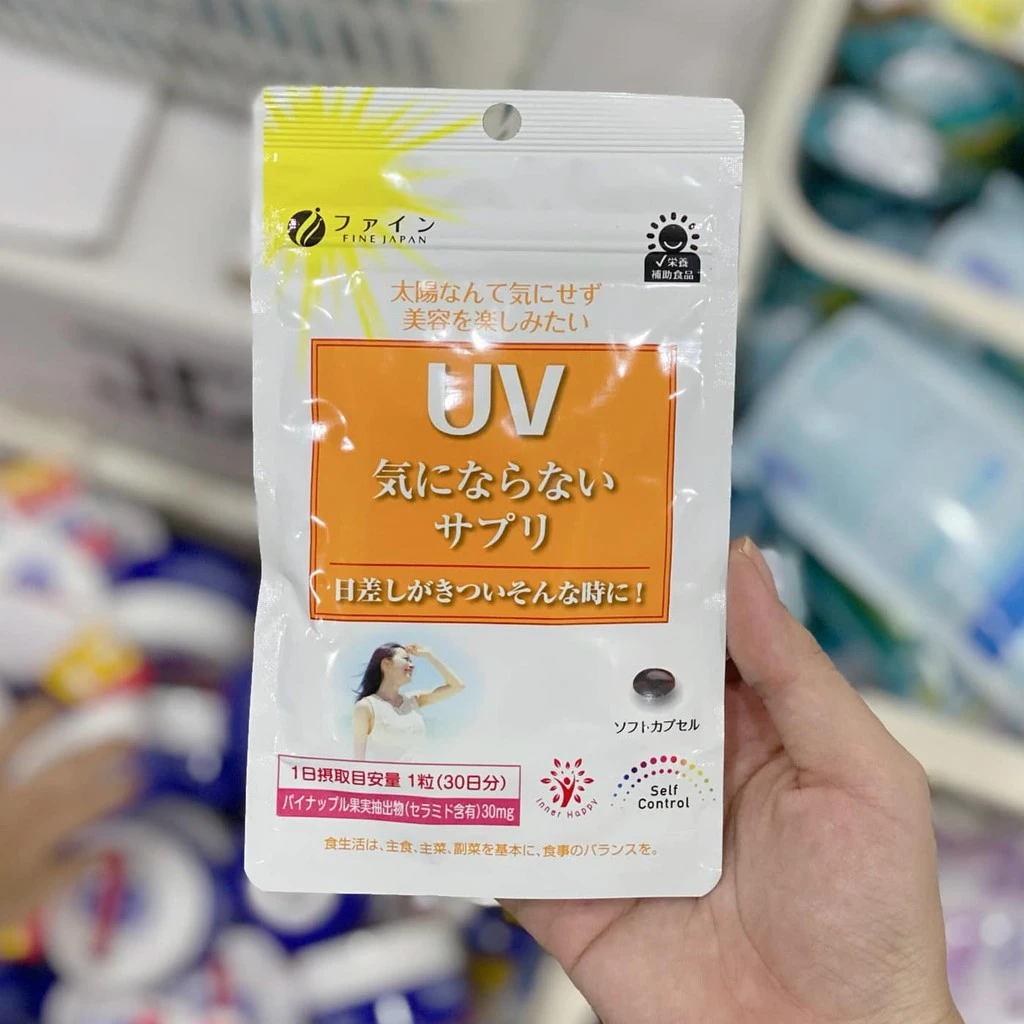 ファイン
FINE JAPAN
✓栄養
補助食品
太陽なんて気にせず
美容を楽しみたい
UV
気にならない
サプリ
日差しがきついそんな時に!
ソフトカプセル
1日摂取目安量 1粒(30日分)
パイナップル果実抽出物(セラミド含有)30mg
Inner Happy
Self
Control
食生活は、主食、主菜、副菜を基本に、食事のバランスを。